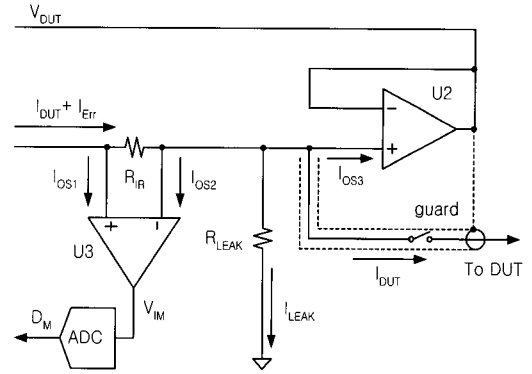 V_DUT
U2
-
+
I_DUT + I_Err
I_OS1
R_IR
I_OS2
I_OS3
+
-
U3
guard
R_LEAK
I_DUT
To DUT
D_M
ADC
V_IM
I_LEAK